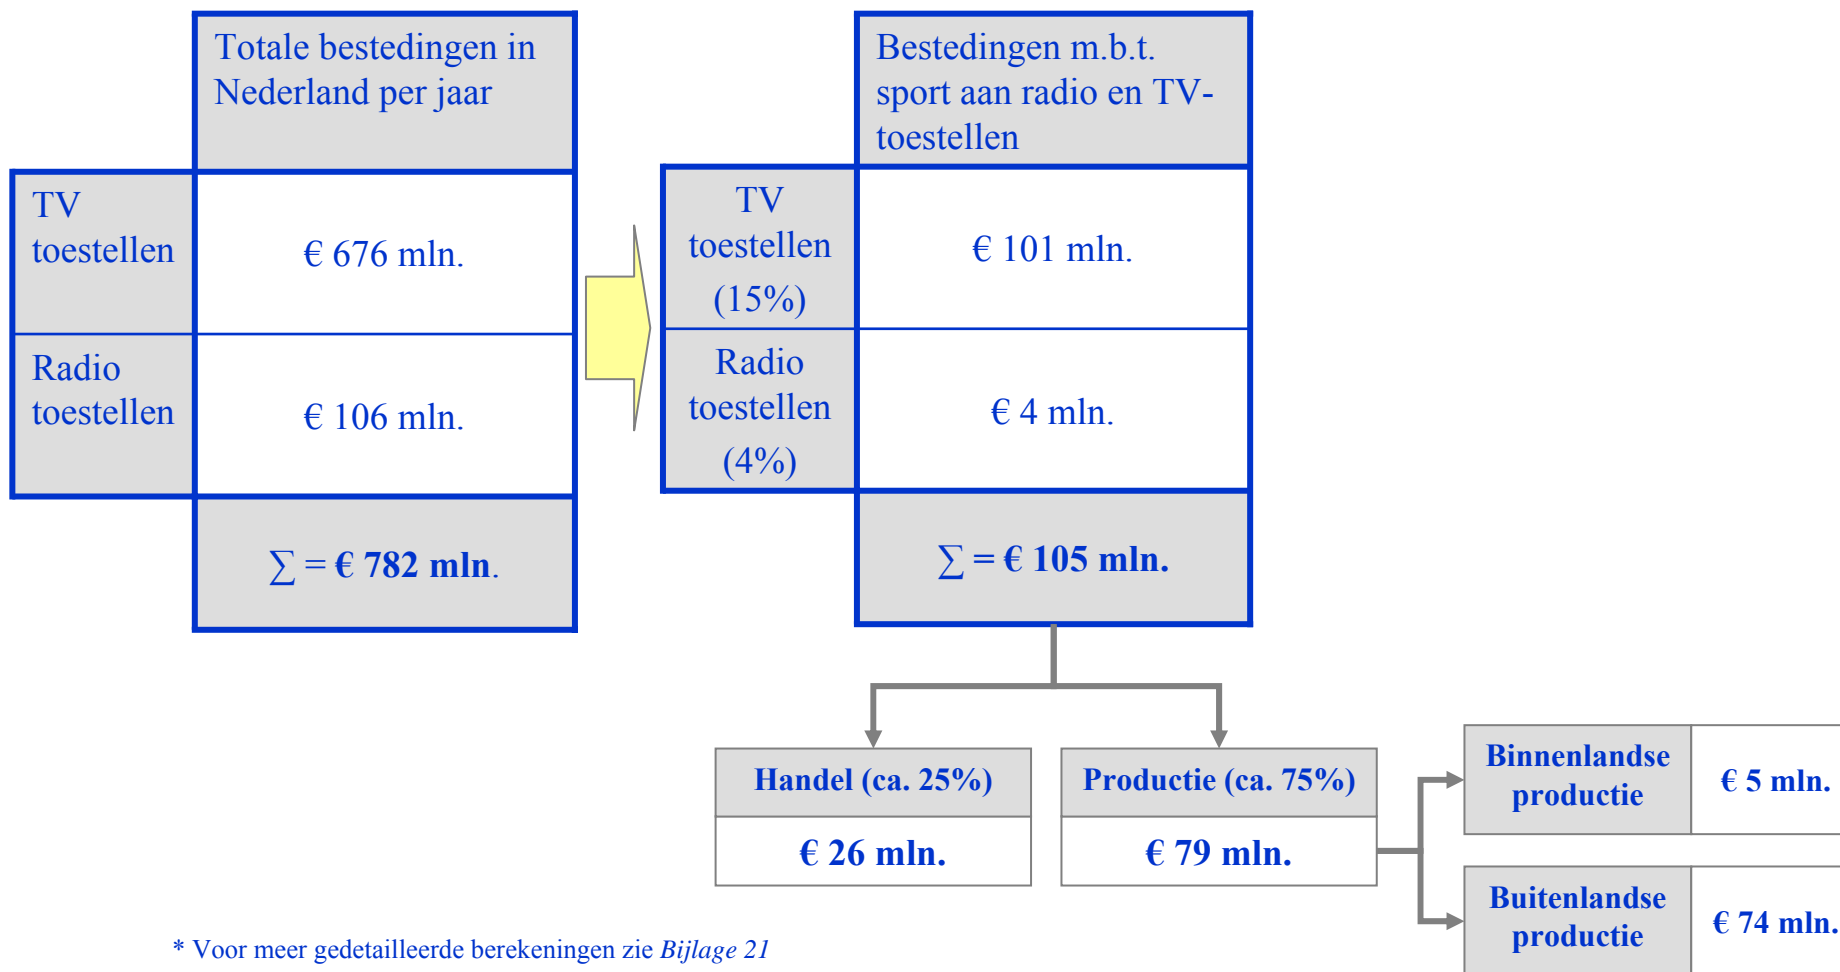 Totale bestedingen in
Nederland per jaar
TV
toestellen
€ 676 mln.
Radio
toestellen
€ 106 mln.
∑ = € 782 mln.
Bestedingen m.b.t.
sport aan radio en TV-
toestellen
TV
toestellen
(15%)
€ 101 mln.
Radio
toestellen
(4%)
€ 4 mln.
∑ = € 105 mln.
Handel (ca. 25%)
€ 26 mln.
Productie (ca. 75%)
€ 79 mln.
Binnenlandse
productie
€ 5 mln.
Buitenlandse
productie
€ 74 mln.
* Voor meer gedetailleerde berekeningen zie Bijlage 21